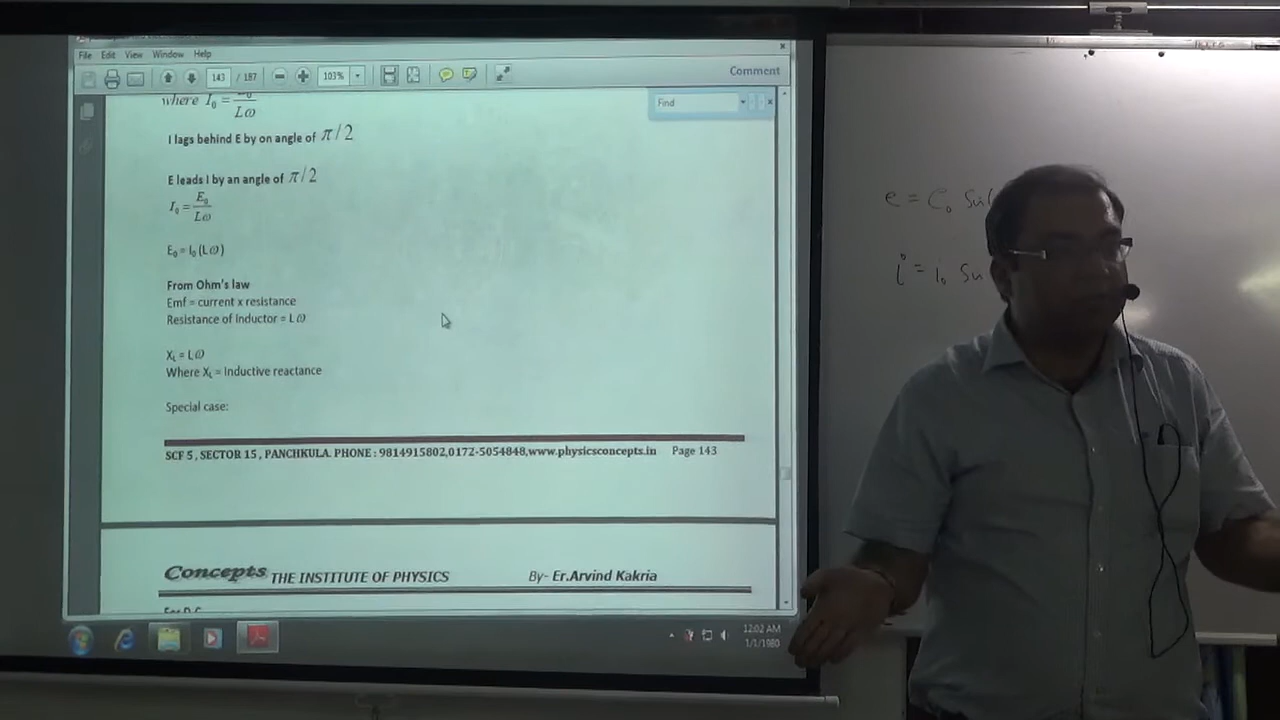 File Edit View Window Help
143 / 187 103% Comment
Find
where I₀ = E₀/Lω
I lags behind E by on angle of π / 2
E leads I by an angle of π / 2
I₀ = E₀/Lω
E₀ = I₀ (Lω)
From Ohm's law
Emf = current x resistance
Resistance of Inductor = Lω
X_L = Lω
Where X_L = Inductive reactance
Special case:
SCF 5 , SECTOR 15 , PANCHKULA. PHONE : 9814915802,0172-5054848,www.physicsconcepts.in Page 143
Concepts THE INSTITUTE OF PHYSICS By- Er.Arvind Kakria
12:02 AM
1/1/1980
e = e₀ Sin(
i = i₀ Sin